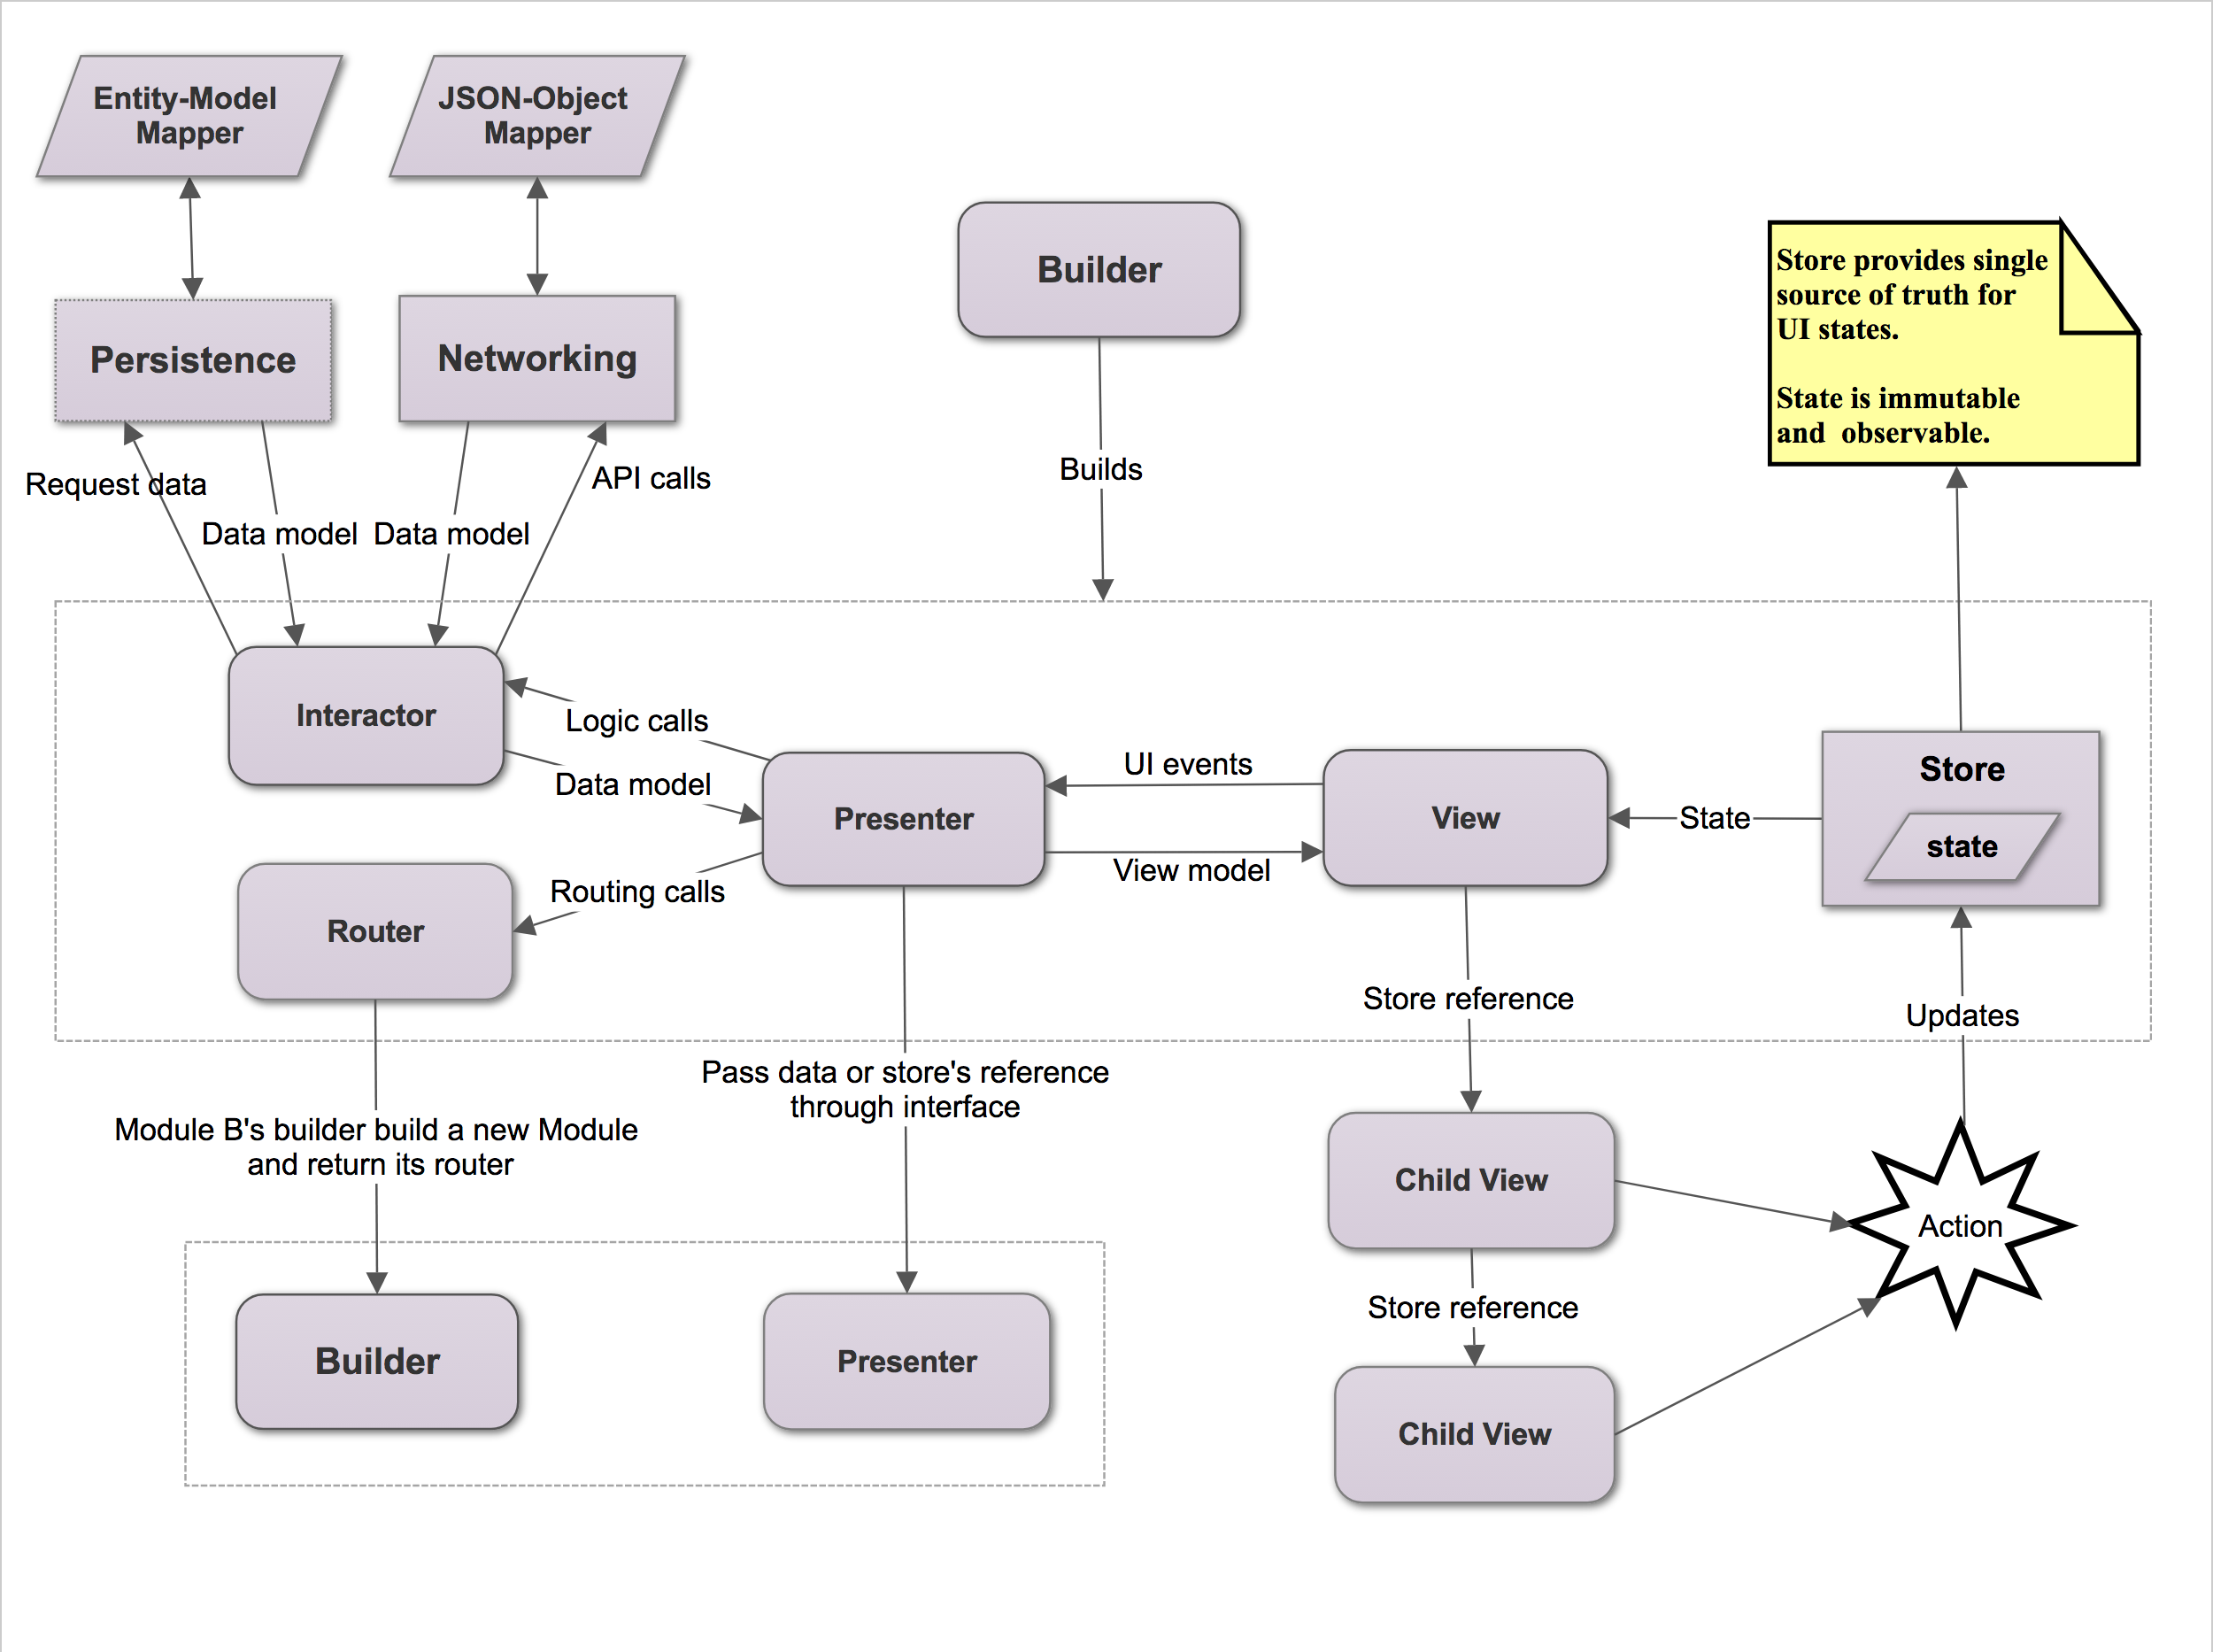 Entity-Model
Mapper
JSON-Object
Mapper
Builder
Store provides single
source of truth for
UI states.
State is immutable
and  observable.
Persistence
Networking
Request data
API calls
Builds
Data model
Data model
Interactor
Logic calls
Data model
Presenter
UI events
View model
View
State
Store
state
Routing calls
Router
Store reference
Updates
Pass data or store's reference
through interface
Module B's builder build a new Module
and return its router
Child View
Action
Store reference
Builder
Presenter
Child View